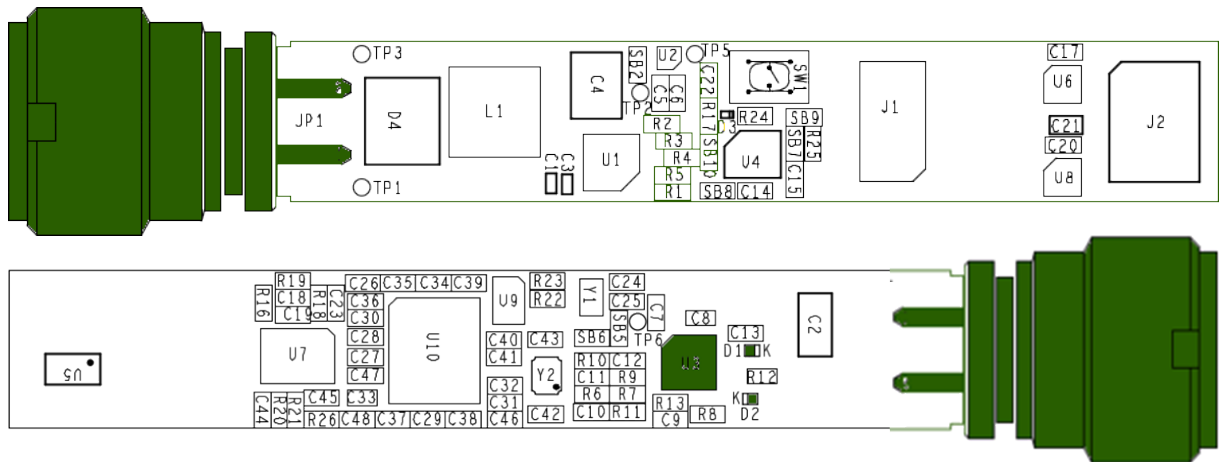 TP3
JP1
TP1
D4
L1
C4
SB2
U2
TP5
TP2
C5
C6
C22
R17
D3
R24
SW1
SB9
SB7
R25
C15
R2
R3
R4
R5
R1
SB10
U4
SB8
C14
U1
C1
C3
J1
C17
U6
C21
C20
U8
J2
U5
R16
R19
C18
C19
R18
C23
C26
C35
C34
C39
C36
C30
C28
C27
C47
U7
U10
U9
R23
R22
Y1
C24
C25
C7
SB5
SB6
TP6
C8
C13
D1
K
C2
C40
C41
C43
Y2
R10
C12
C11
R9
R6
R7
C10
R11
U3
R12
K
D2
C32
C31
C46
C42
R13
C9
R8
C45
C33
C44
R20
R21
R26
C48
C37
C29
C38